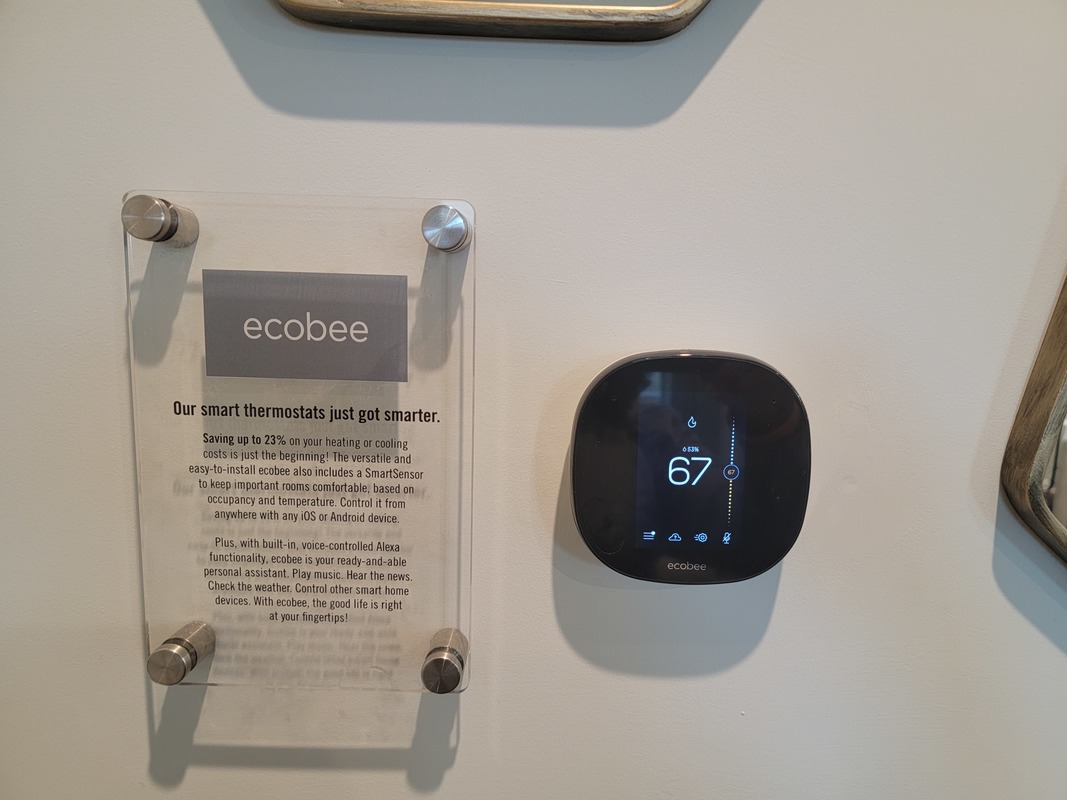 ecobee
Our smart thermostats just got smarter.
Saving up to 23% on your heating or cooling
costs is just the beginning! The versatile and
easy-to-install ecobee also includes a SmartSensor
to keep important rooms comfortable, based on
occupancy and temperature. Control it from
anywhere with any iOS or Android device.
Plus, with built-in, voice-controlled Alexa
functionality, ecobee is your ready-and-able
personal assistant. Play music. Hear the news.
Check the weather. Control other smart home
devices. With ecobee, the good life is right
at your fingertips!
53%
67
67
ecobee